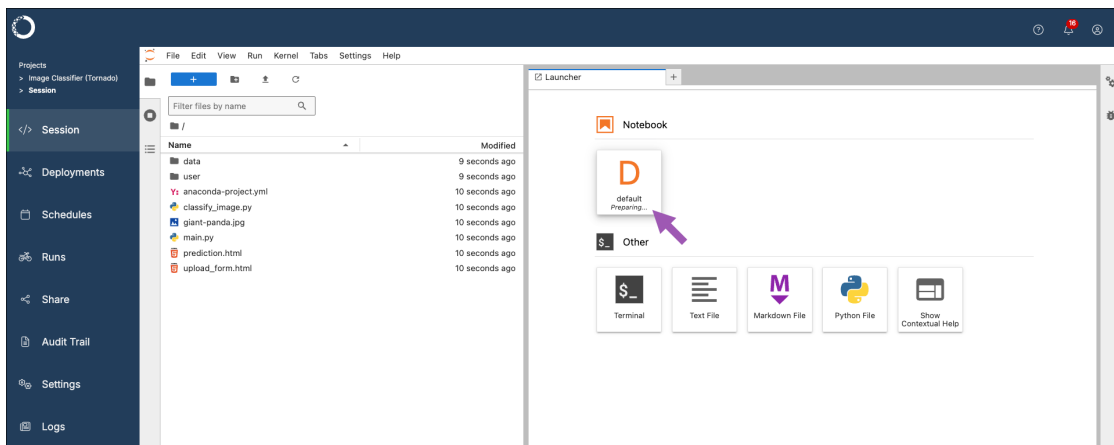 16
Projects
> Image Classifier (Tornado)
> Session
</> Session
Deployments
Schedules
Runs
Share
Audit Trail
Settings
Logs
File Edit View Run Kernel Tabs Settings Help
+
Filter files by name
/
Name Modified
data 9 seconds ago
user 9 seconds ago
Y: anaconda-project.yml 10 seconds ago
classify_image.py 10 seconds ago
giant-panda.jpg 10 seconds ago
main.py 10 seconds ago
prediction.html 10 seconds ago
upload_form.html 10 seconds ago
Launcher +
Notebook
D
default
Preparing...
$_ Other
$_
Terminal
Text File
M
Markdown File
Python File
Show
Contextual Help